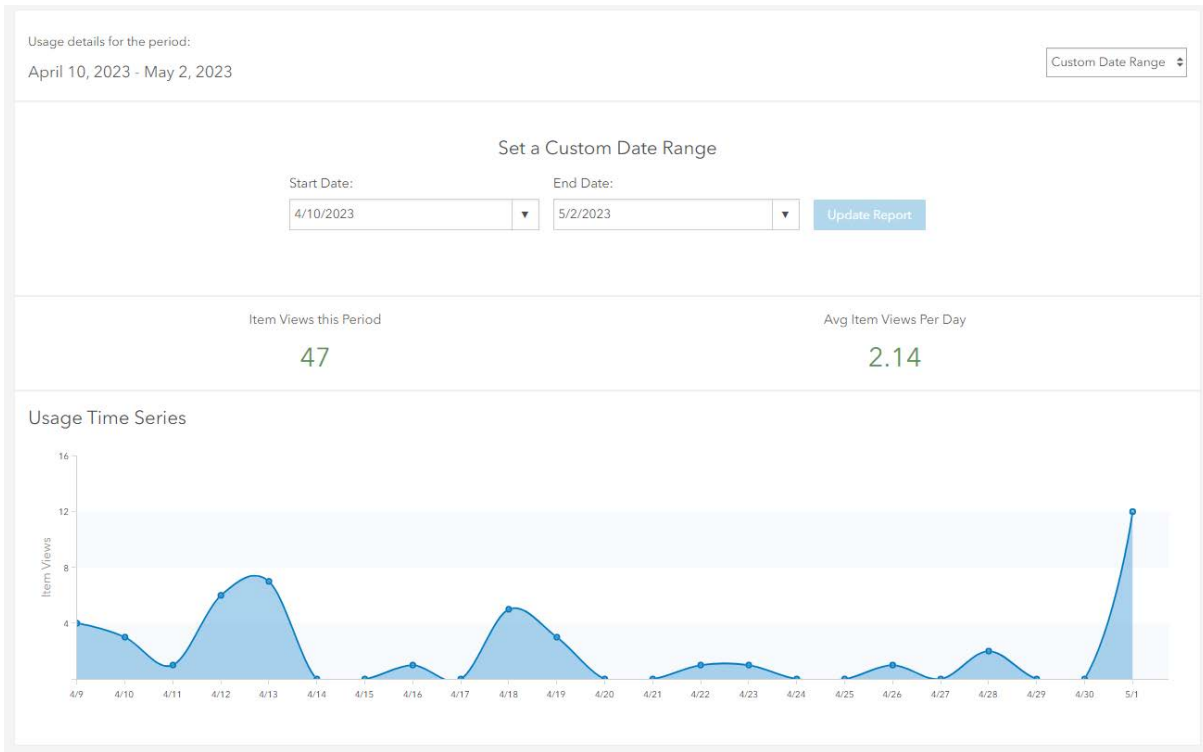 Usage details for the period:
April 10, 2023 - May 2, 2023
Custom Date Range
Set a Custom Date Range
Start Date:
End Date:
4/10/2023
5/2/2023
Update Report
Item Views this Period
Avg Item Views Per Day
47
2.14
Usage Time Series
Item Views
16
12
8
4
4/9 4/10 4/11 4/12 4/13 4/14 4/15 4/16 4/17 4/18 4/19 4/20 4/21 4/22 4/23 4/24 4/25 4/26 4/27 4/28 4/29 4/30 5/1